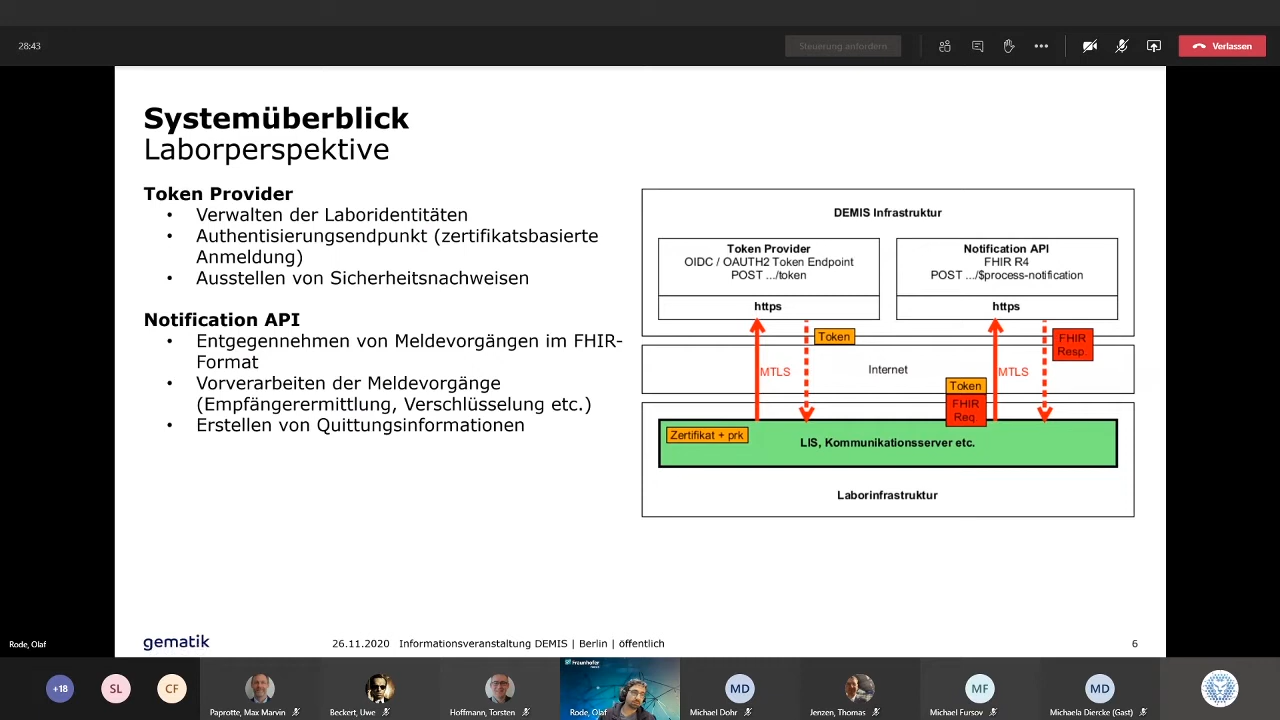 28:43
Steuerung anfordern
Verlassen
Systemüberblick
Laborperspektive
Token Provider
• Verwalten der Laboridentitäten
• Authentisierungsendpunkt (zertifikatsbasierte
Anmeldung)
• Ausstellen von Sicherheitsnachweisen
Notification API
• Entgegennehmen von Meldevorgängen im FHIR-
Format
• Vorverarbeiten der Meldevorgänge
(Empfängerermittlung, Verschlüsselung etc.)
• Erstellen von Quittungsinformationen
DEMIS Infrastruktur
Token Provider
OIDC / OAUTH2 Token Endpoint
POST .../token
https
Notification API
FHIR R4
POST .../$process-notification
https
Token
FHIR
Resp.
MTLS
Internet
MTLS
Token
FHIR
Req.
Zertifikat + prk
LIS, Kommunikationsserver etc.
Laborinfrastruktur
Rode, Olaf
gematik
26.11.2020 Informationsveranstaltung DEMIS | Berlin | öffentlich
6
+18
SL
CF
Paprotte, Max Marvin
Beckert, Uwe
Hoffmann, Torsten
Fraunhofer
Rode, Olaf
MD
Michael Dohr
Jenzen, Thomas
MF
Michael Fursov
MD
Michaela Diercke (Gast)